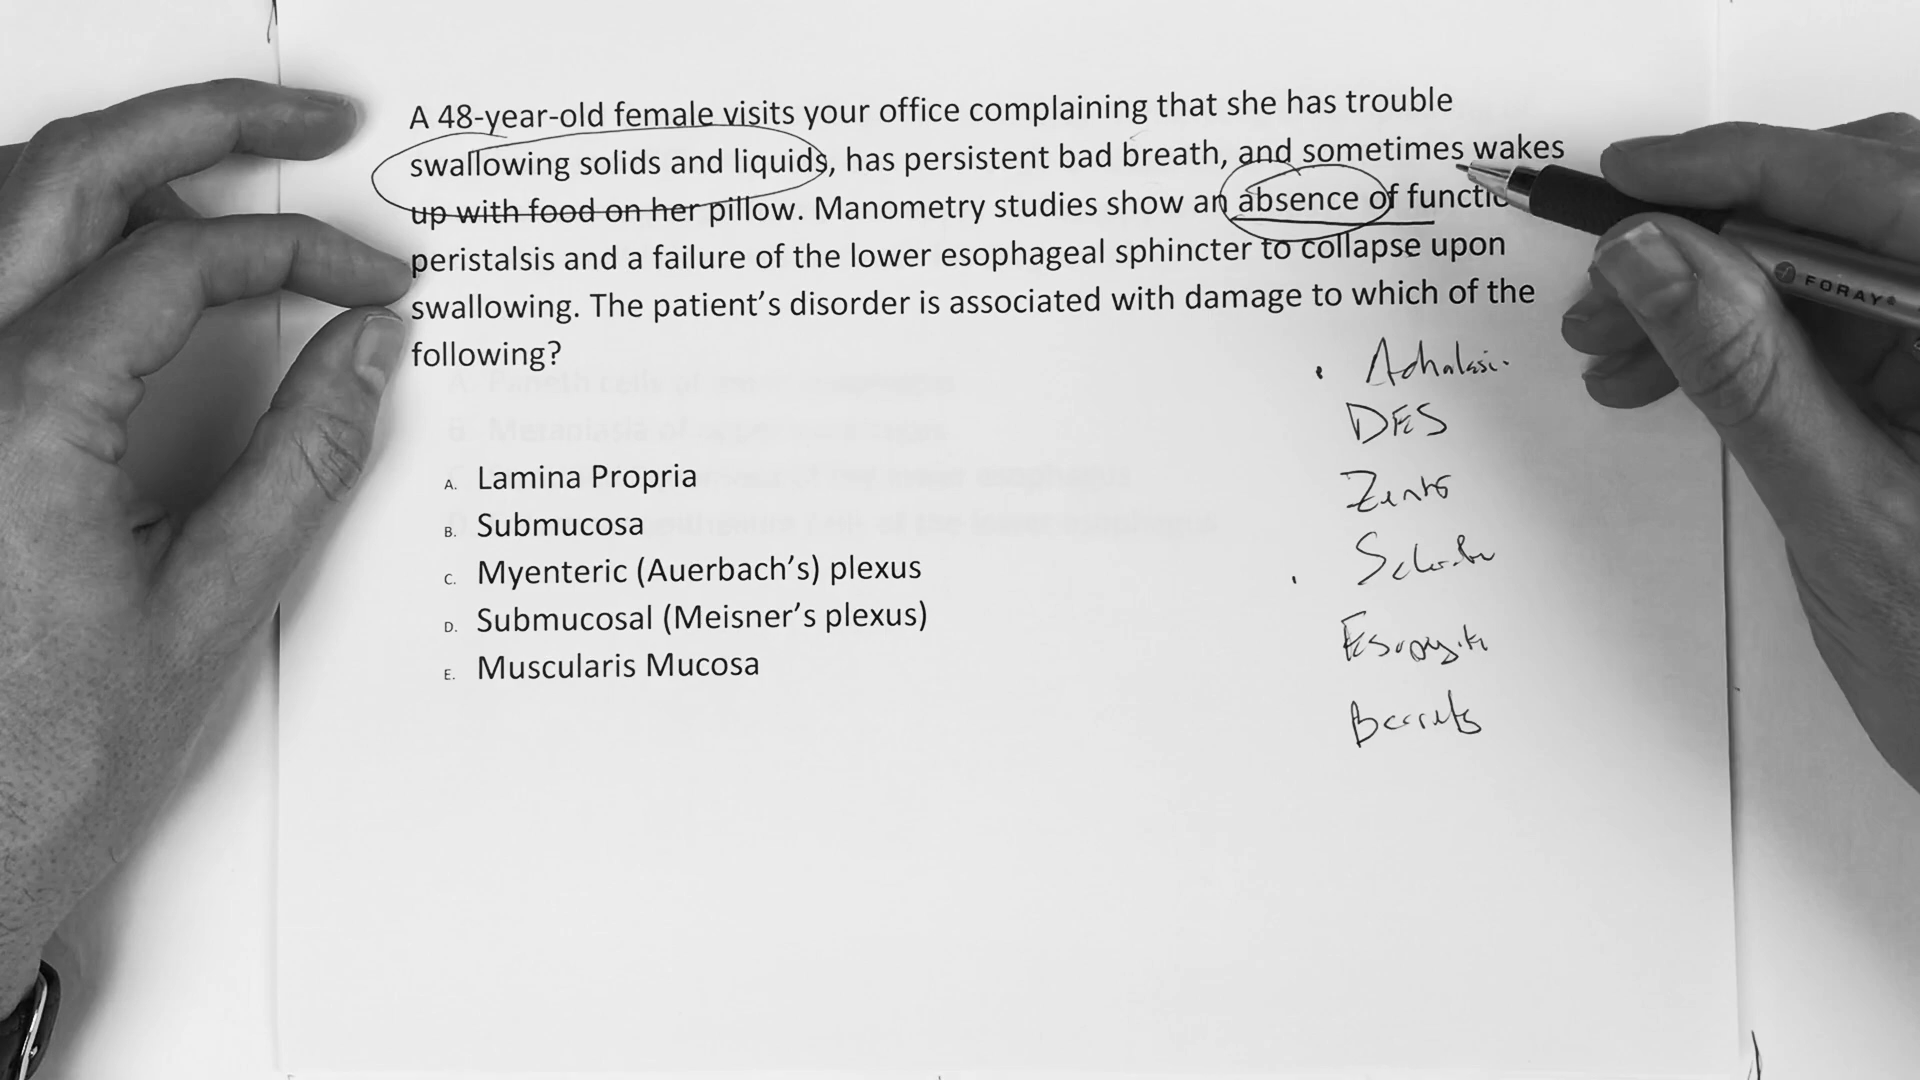 A 48-year-old female visits your office complaining that she has trouble
swallowing solids and liquids, has persistent bad breath, and sometimes wakes
up with food on her pillow. Manometry studies show an absence of functio
peristalsis and a failure of the lower esophageal sphincter to collapse upon
swallowing. The patient's disorder is associated with damage to which of the
following?
A. Lamina Propria
B. Submucosa
C. Myenteric (Auerbach's) plexus
D. Submucosal (Meisner's plexus)
E. Muscularis Mucosa
DES
FORAY